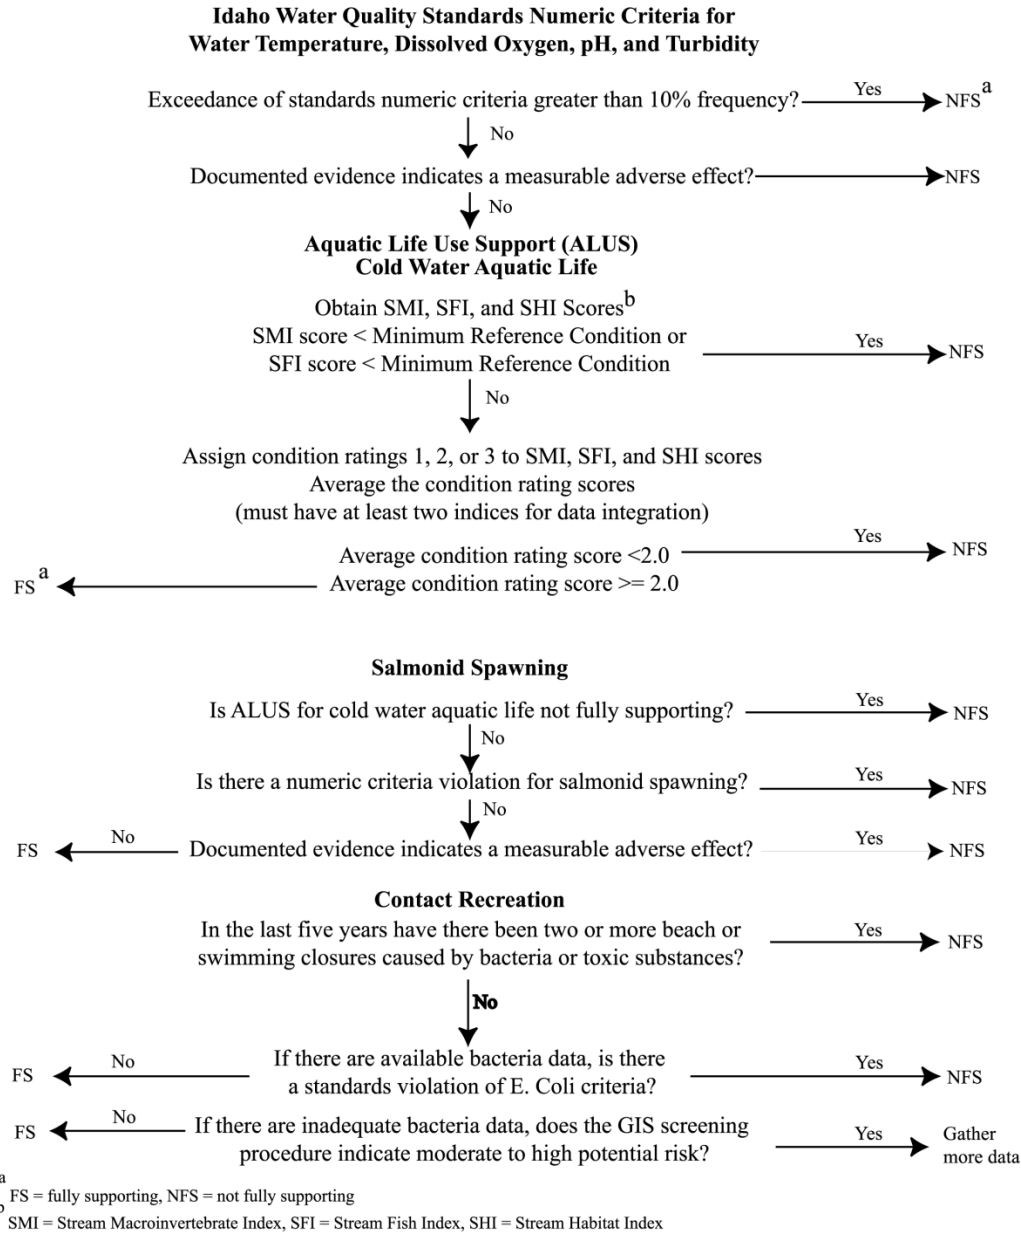 Idaho Water Quality Standards Numeric Criteria for
Water Temperature, Dissolved Oxygen, pH, and Turbidity
Exceedance of standards numeric criteria greater than 10% frequency? Yes NFS a
No
Documented evidence indicates a measurable adverse effect? NFS
No
Aquatic Life Use Support (ALUS)
Cold Water Aquatic Life
Obtain SMI, SFI, and SHI Scores b
SMI score < Minimum Reference Condition or
SFI score < Minimum Reference Condition
Yes NFS
No
Assign condition ratings 1, 2, or 3 to SMI, SFI, and SHI scores
Average the condition rating scores
(must have at least two indices for data integration)
Average condition rating score <2.0 Yes NFS
FS a Average condition rating score >= 2.0
Salmonid Spawning
Is ALUS for cold water aquatic life not fully supporting? Yes NFS
No
Is there a numeric criteria violation for salmonid spawning? Yes NFS
No
FS No Documented evidence indicates a measurable adverse effect? Yes NFS
Contact Recreation
In the last five years have there been two or more beach or
swimming closures caused by bacteria or toxic substances?
Yes NFS
No
FS No If there are available bacteria data, is there
a standards violation of E. Coli criteria? Yes NFS
FS No If there are inadequate bacteria data, does the GIS screening
procedure indicate moderate to high potential risk? Yes Gather
more data
a FS = fully supporting, NFS = not fully supporting
b SMI = Stream Macroinvertebrate Index, SFI = Stream Fish Index, SHI = Stream Habitat Index